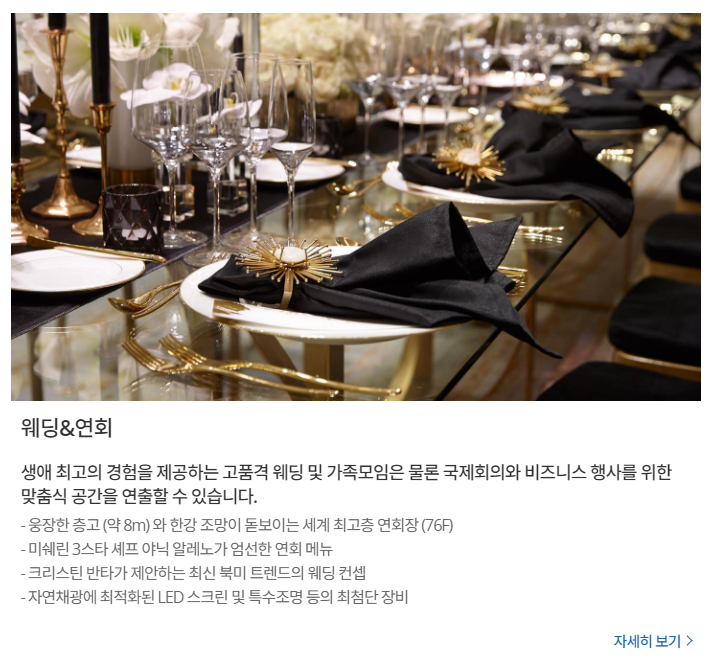 웨딩&연회
생애 최고의 경험을 제공하는 고품격 웨딩 및 가족모임은 물론 국제회의와 비즈니스 행사를 위한
맞춤식 공간을 연출할 수 있습니다.
- 웅장한 층고 (약 8m) 와 한강 조망이 돋보이는 세계 최고층 연회장 (76F)
- 미쉐린 3스타 셰프 야닉 알레노가 엄선한 연회 메뉴
- 크리스틴 반타가 제안하는 최신 북미 트렌드의 웨딩 컨셉
- 자연채광에 최적화된 LED 스크린 및 특수조명 등의 최첨단 장비
자세히 보기 >